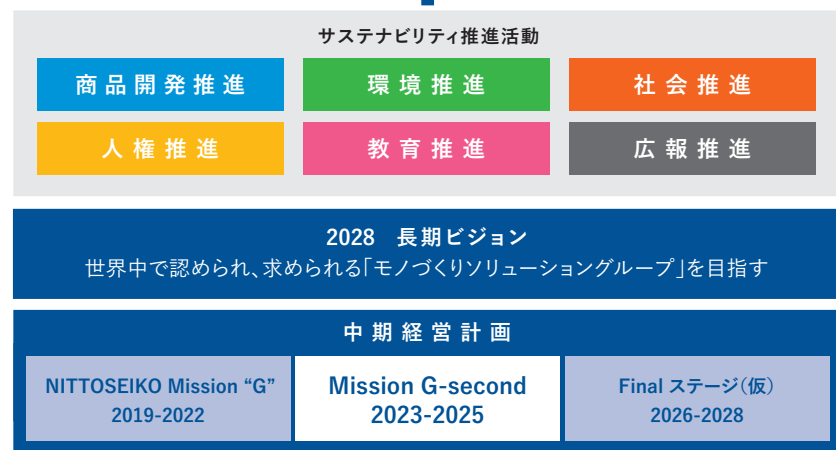 サステナビリティ推進活動
商品開発推進
環境推進
社会推進
人権推進
教育推進
広報推進
2028 長期ビジョン
世界中で認められ、求められる「モノづくりソリューショングループ」を目指す
中期経営計画
NITTOSEIKO Mission “G”
2019-2022
Mission G-second
2023-2025
Final ステージ(仮)
2026-2028